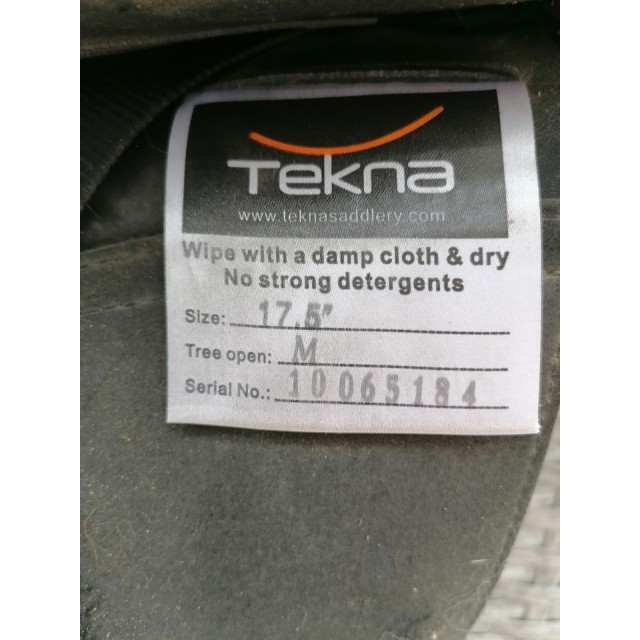 Tekna
www.teknasaddlery.com
Wipe with a damp cloth & dry
No strong detergents
Size: 17.5"
Tree open: M
Serial No.: 10065184